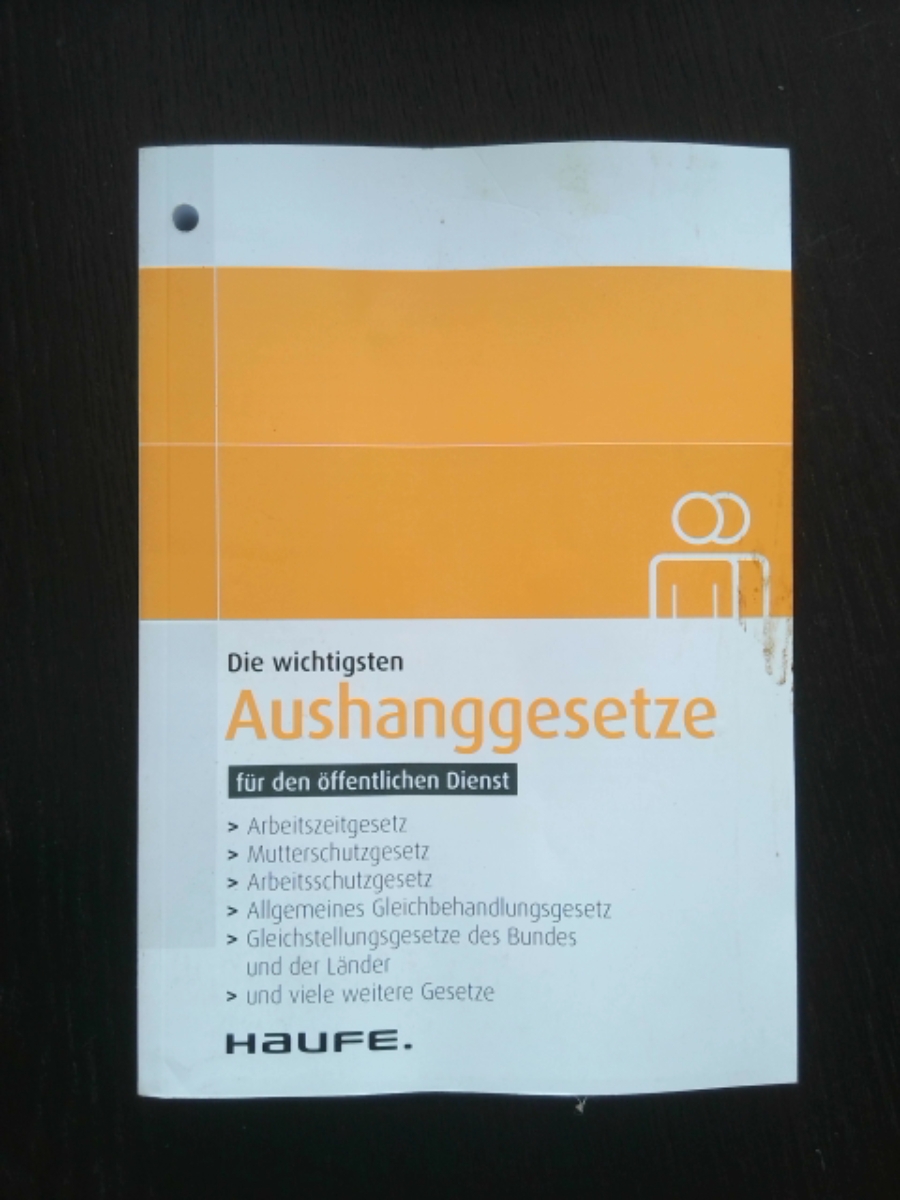 Die wichtigsten
Aushanggesetze
für den öffentlichen Dienst
> Arbeitszeitgesetz
> Mutterschutzgesetz
> Arbeitsschutzgesetz
> Allgemeines Gleichbehandlungsgesetz
> Gleichstellungsgesetze des Bundes
und der Länder
> und viele weitere Gesetze
HAUFE.